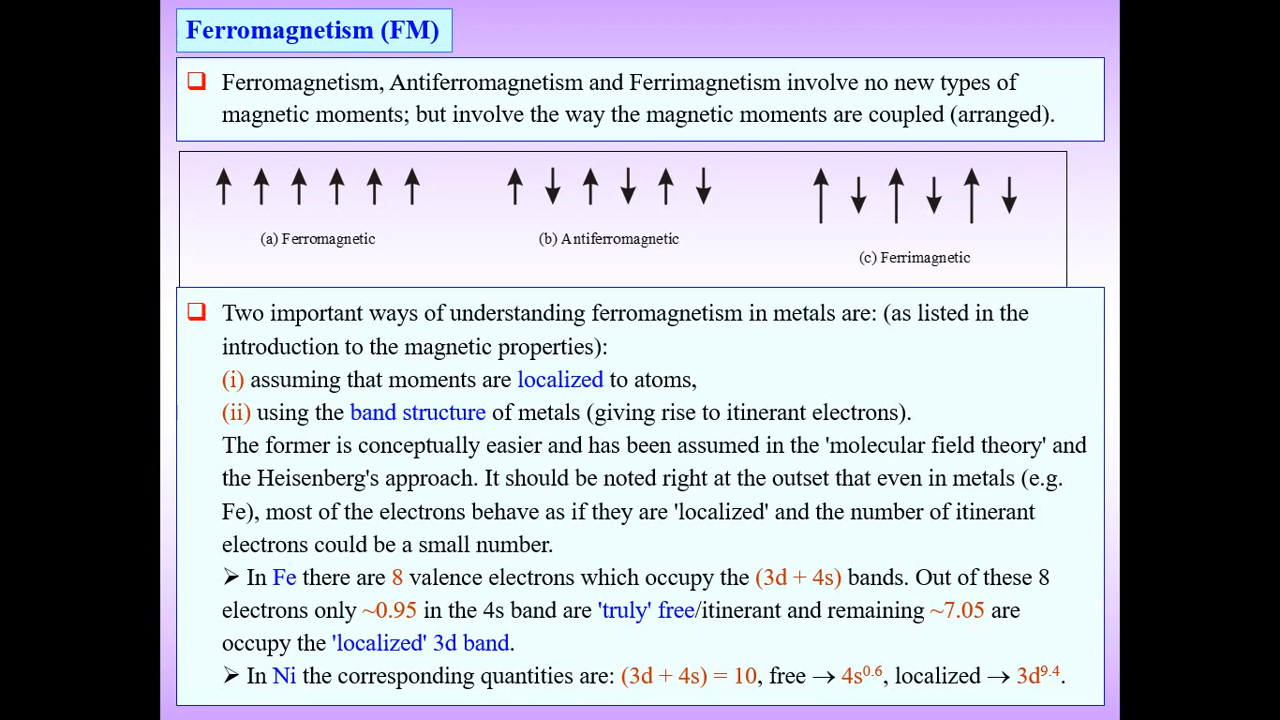 Ferromagnetism (FM)
Ferromagnetism, Antiferromagnetism and Ferrimagnetism involve no new types of
magnetic moments; but involve the way the magnetic moments are coupled (arranged).
(a) Ferromagnetic
(b) Antiferromagnetic
(c) Ferrimagnetic
Two important ways of understanding ferromagnetism in metals are: (as listed in the
introduction to the magnetic properties):
(i) assuming that moments are localized to atoms,
(ii) using the band structure of metals (giving rise to itinerant electrons).
The former is conceptually easier and has been assumed in the 'molecular field theory' and
the Heisenberg's approach. It should be noted right at the outset that even in metals (e.g.
Fe), most of the electrons behave as if they are 'localized' and the number of itinerant
electrons could be a small number.
➢ In Fe there are 8 valence electrons which occupy the (3d + 4s) bands. Out of these 8
electrons only ~0.95 in the 4s band are 'truly' free/itinerant and remaining ~7.05 are
occupy the 'localized' 3d band.
➢ In Ni the corresponding quantities are: (3d + 4s) = 10, free → 4s^0.6, localized → 3d^9.4.